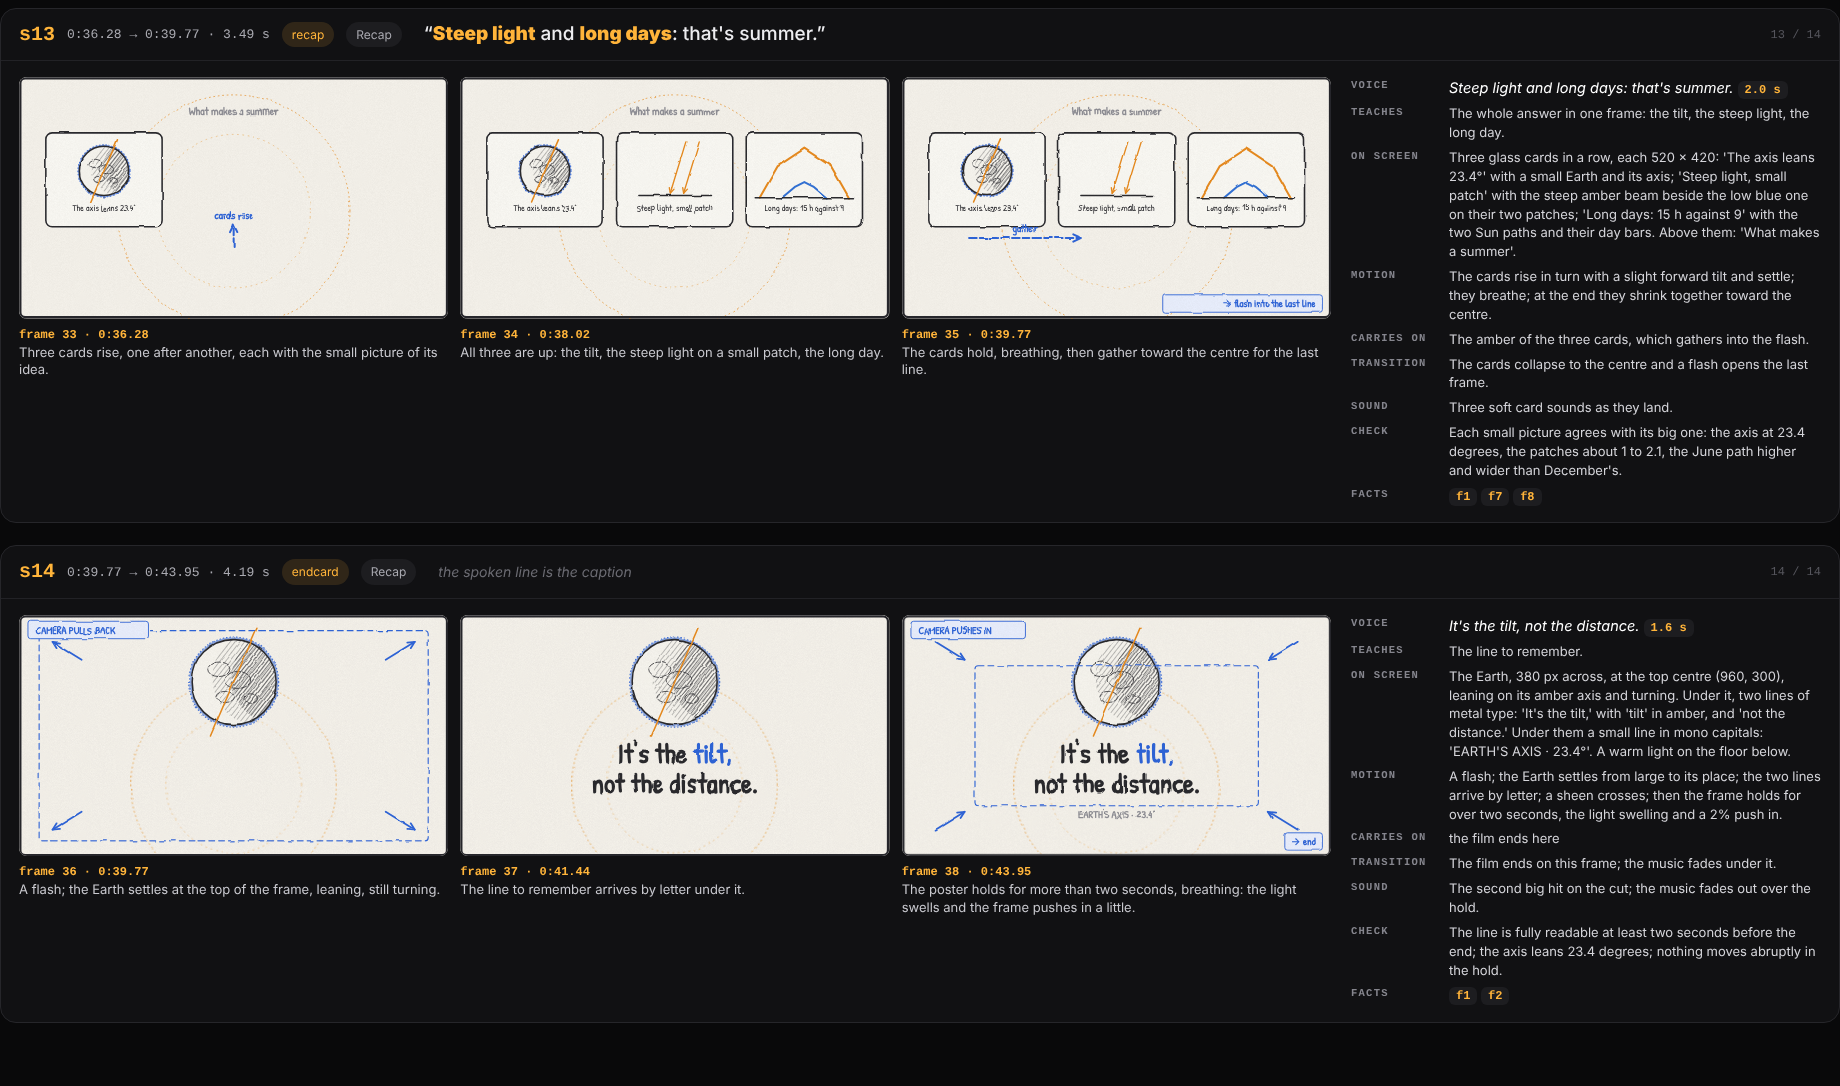 s13 0:36.28 → 0:39.77 · 3.49 s recap Recap “Steep light and long days: that's summer.” 13 / 14
What makes a summer
The axis leans 23.4°
cards rise
frame 33 · 0:36.28
Three cards rise, one after another, each with the small picture of its
idea.
What makes a summer
The axis leans 23.4°
Steep light, small patch
Long days: 15 h against 9
frame 34 · 0:38.02
All three are up: the tilt, the steep light on a small patch, the long day.
What makes a summer
The axis leans 23.4°
Steep light, small patch
Long days: 15 h against 9
gather
→ flash into the last line
frame 35 · 0:39.77
The cards hold, breathing, then gather toward the centre for the last
line.
VOICE
Steep light and long days: that's summer. 2.0 s
TEACHES
The whole answer in one frame: the tilt, the steep light, the
long day.
ON SCREEN
Three glass cards in a row, each 520 × 420: 'The axis leans
23.4°' with a small Earth and its axis; 'Steep light, small
patch' with the steep amber beam beside the low blue one
on their two patches; 'Long days: 15 h against 9' with the
two Sun paths and their day bars. Above them: 'What makes
a summer'.
MOTION
The cards rise in turn with a slight forward tilt and settle;
they breathe; at the end they shrink together toward the
centre.
CARRIES ON
The amber of the three cards, which gathers into the flash.
TRANSITION
The cards collapse to the centre and a flash opens the last
frame.
SOUND
Three soft card sounds as they land.
CHECK
Each small picture agrees with its big one: the axis at 23.4
degrees, the patches about 1 to 2.1, the June path higher
and wider than December's.
FACTS
f1 f7 f8
s14 0:39.77 → 0:43.95 · 4.19 s endcard Recap the spoken line is the caption 14 / 14
CAMERA PULLS BACK
frame 36 · 0:39.77
A flash; the Earth settles at the top of the frame, leaning, still turning.
It's the tilt,
not the distance.
frame 37 · 0:41.44
The line to remember arrives by letter under it.
CAMERA PUSHES IN
It's the tilt,
not the distance.
EARTH'S AXIS · 23.4°
→ end
frame 38 · 0:43.95
The poster holds for more than two seconds, breathing: the light
swells and the frame pushes in a little.
VOICE
It's the tilt, not the distance. 1.6 s
TEACHES
The line to remember.
ON SCREEN
The Earth, 380 px across, at the top centre (960, 300),
leaning on its amber axis and turning. Under it, two lines of
metal type: 'It's the tilt,' with 'tilt' in amber, and 'not the
distance.' Under them a small line in mono capitals:
'EARTH'S AXIS · 23.4°'. A warm light on the floor below.
MOTION
A flash; the Earth settles from large to its place; the two lines
arrive by letter; a sheen crosses; then the frame holds for
over two seconds, the light swelling and a 2% push in.
CARRIES ON
the film ends here
TRANSITION
The film ends on this frame; the music fades under it.
SOUND
The second big hit on the cut; the music fades out over the
hold.
CHECK
The line is fully readable at least two seconds before the
end; the axis leans 23.4 degrees; nothing moves abruptly in
the hold.
FACTS
f1 f2